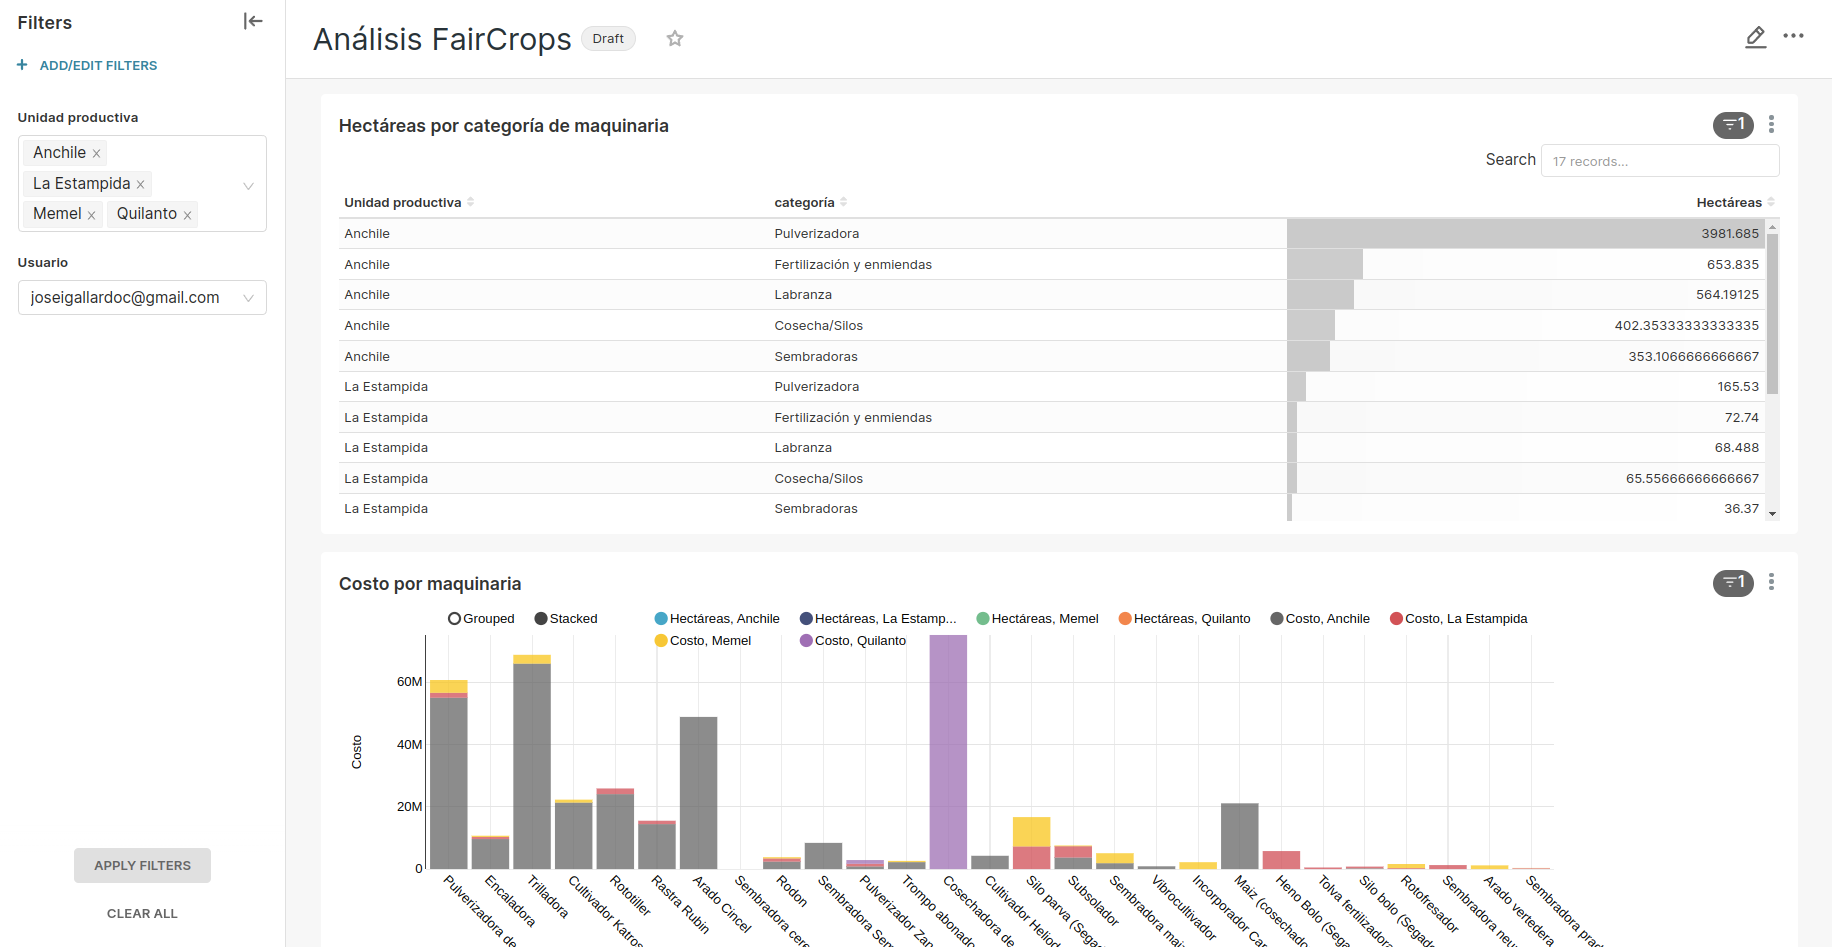 Filters
+ ADD/EDIT FILTERS
Unidad productiva
Anchile ×
La Estampida ×
Memel × Quilanto ×
Usuario
joseigallardoc@gmail.com
APPLY FILTERS
CLEAR ALL
Análisis FairCrops Draft
Hectáreas por categoría de maquinaria
1
Search 17 records...
Unidad productiva categoría Hectáreas
Anchile Pulverizadora 3981.685
Anchile Fertilización y enmiendas 653.835
Anchile Labranza 564.19125
Anchile Cosecha/Silos 402.35333333333335
Anchile Sembradoras 353.1066666666667
La Estampida Pulverizadora 165.53
La Estampida Fertilización y enmiendas 72.74
La Estampida Labranza 68.488
La Estampida Cosecha/Silos 65.55666666666667
La Estampida Sembradoras 36.37
Costo por maquinaria
1
Grouped Stacked Hectáreas, Anchile Hectáreas, La Estamp... Hectáreas, Memel Hectáreas, Quilanto Costo, Anchile Costo, La Estampida
Costo, Memel Costo, Quilanto
Costo
60M
40M
20M
0
Pulverizadora de
Encaladora
Trilladora
Cultivador Katros
Rototiller
Rastra Rubin
Arado Cincel
Sembradora cere
Rodon
Sembradora Sem
Pulverizador Zan
Trompo abonado
Cosechadora de
Cultivador Heliod
Silo parva (Sega
Subsolador
Sembradora mai
Vibrocultivador
Incorporador Car
Maiz (cosechado
Heno Bolo (Sega
Tolva fertilizadora
Silo bolo (Segad
Rotofresador
Sembradora neu
Arado vertedera
Sembradora prad